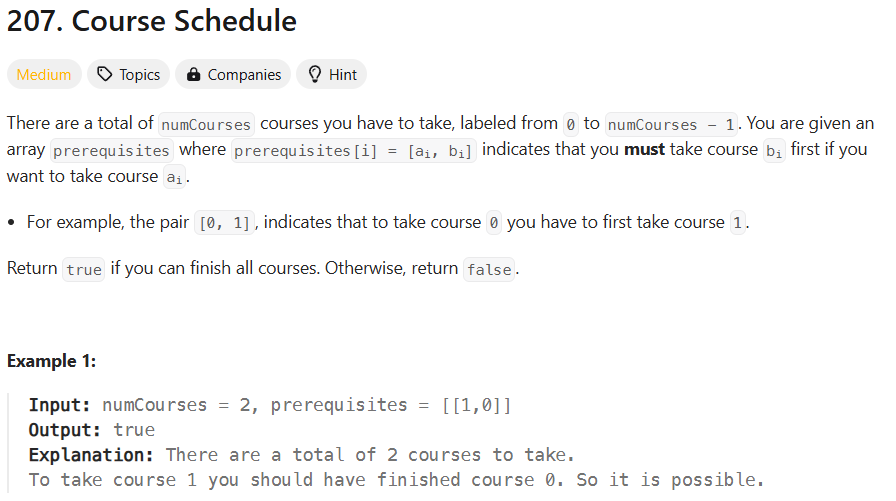 207. Course Schedule
Medium Topics Companies Hint
There are a total of numCourses courses you have to take, labeled from 0 to numCourses - 1. You are given an
array prerequisites where prerequisites[i] = [aᵢ, bᵢ] indicates that you must take course bᵢ first if you
want to take course aᵢ.
• For example, the pair [0, 1], indicates that to take course 0 you have to first take course 1.
Return true if you can finish all courses. Otherwise, return false.
Example 1:
Input: numCourses = 2, prerequisites = [[1,0]]
Output: true
Explanation: There are a total of 2 courses to take.
To take course 1 you should have finished course 0. So it is possible.